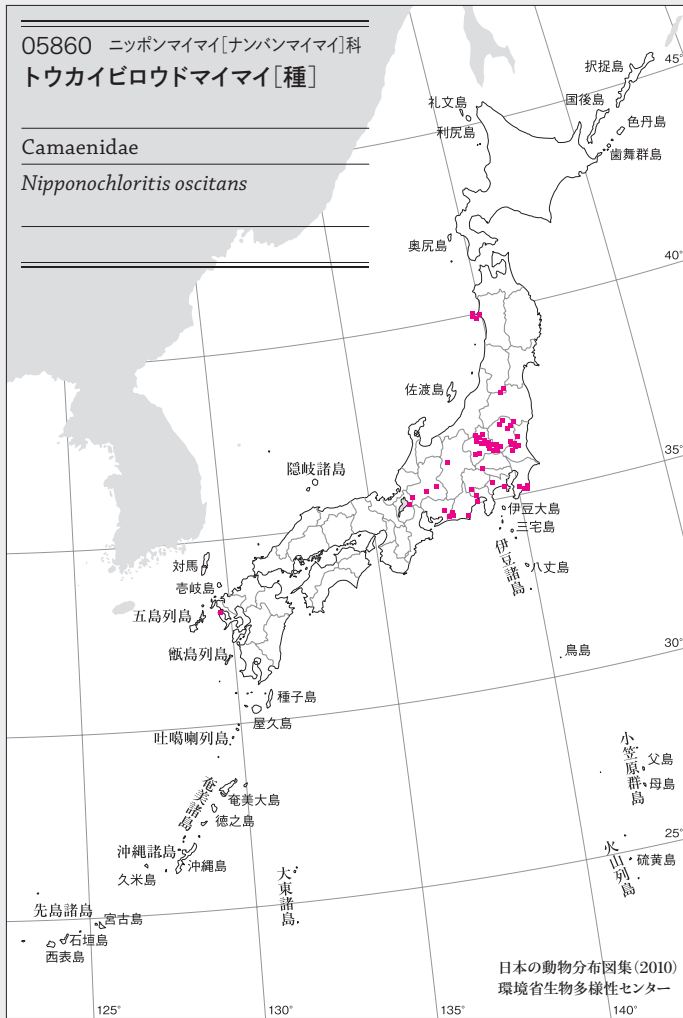 05860 ニッポンマイマイ[ナンバンマイマイ]科
トウカイビロウドマイマイ[種]
Camaenidae
Nipponochloritis oscitans
択捉島
45°
国後島
礼文島
色丹島
利尻島
歯舞群島
奥尻島
40°
佐渡島
35°
隠岐諸島
伊豆大島
三宅島
伊豆諸島
八丈島
対馬
壱岐島
五島列島
甑島列島
鳥島
30°
種子島
屋久島
吐噶喇列島
小笠原群島
父島
母島
奄美諸島
奄美大島
徳之島
沖縄諸島
沖縄島
久米島
25°
火山列島
硫黄島
大東諸島
先島諸島
宮古島
石垣島
西表島
日本の動物分布図集(2010)
環境省生物多様性センター
125°
130°
135°
140°